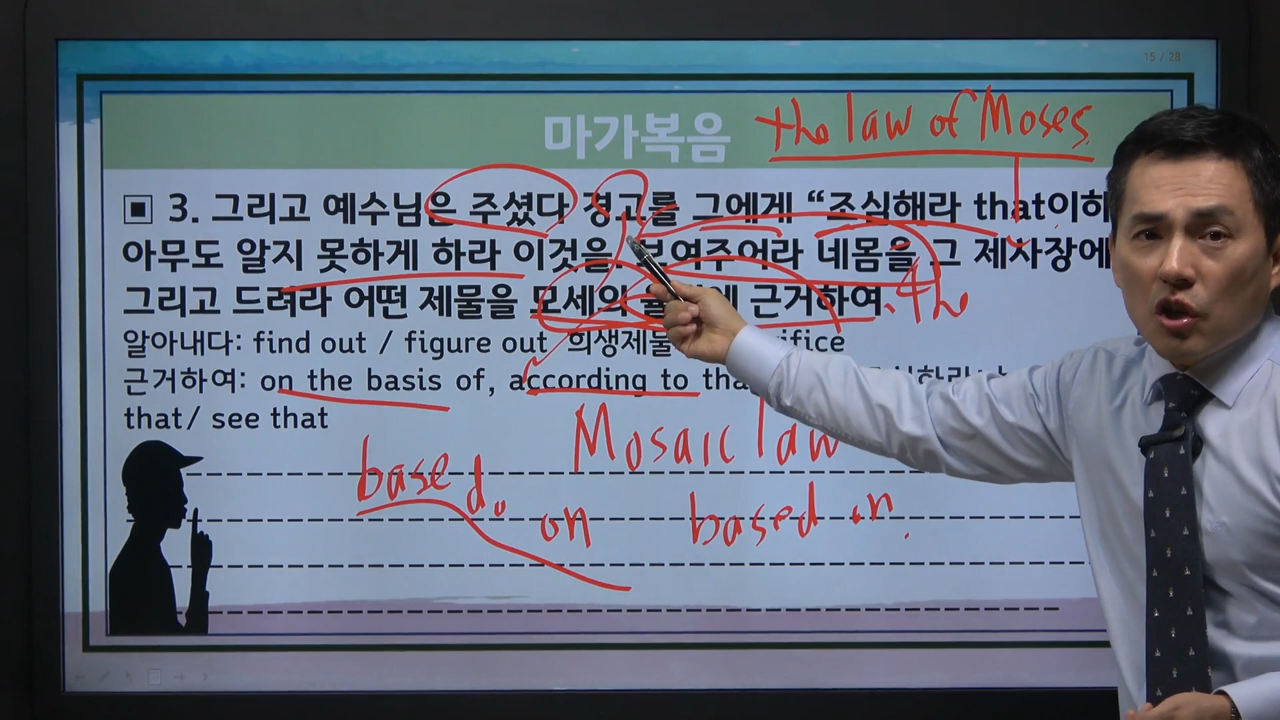 15 / 28
마가복음 the law of Moses
▣ 3. 그리고 예수님은 주셨다 경고를 그에게 “조심해라 that이하
아무도 알지 못하게 하라 이것을. 보여주어라 네몸을 그 제사장에
그리고 드려라 어떤 제물을 모세의 근거하여. the
알아내다: find out / figure out 희생제물
근거하여: on the basis of, according to
that/ see that
Mosaic law
based on based on